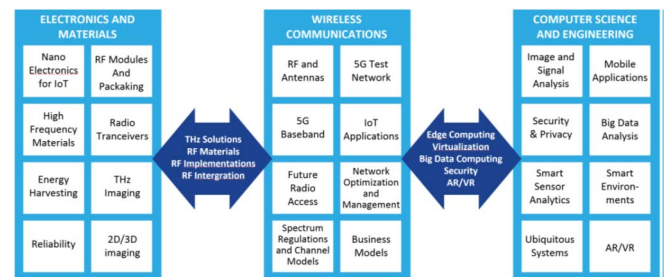 ELECTRONICS AND
MATERIALS
Nano
Electronics
for IoT
RF Modules
And
Packaking
High
Frequency
Materials
Radio
Tranceivers
Energy
Harvesting
THz
Imaging
Reliability
2D/3D
imaging
THz Solutions
RF Materials
RF Implementations
RF Intergration
WIRELESS
COMMUNICATIONS
RF and
Antennas
5G Test
Network
5G
Baseband
IoT
Applications
Future
Radio
Access
Network
Optimization
and
Management
Spectrum
Regulations
and Channel
Models
Business
Models
Edge Computing
Virtualization
Big Data Computing
Security
AR/VR
COMPUTER SCIENCE
AND ENGINEERING
Image and
Signal
Analysis
Mobile
Applications
Security
& Privacy
Big Data
Analysis
Smart
Sensor
Analytics
Smart
Environ-
ments
Ubiquitous
Systems
AR/VR